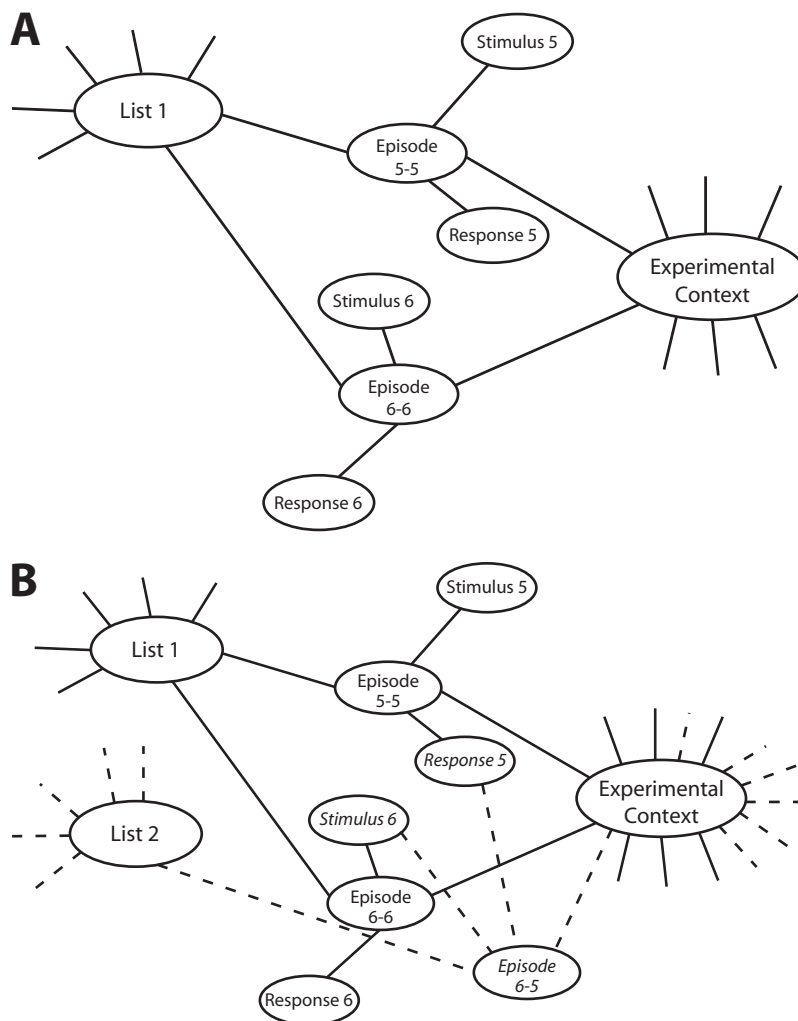 A
Stimulus 5
List 1
Episode
5-5
Response 5
Experimental
Context
Stimulus 6
Episode
6-6
Response 6
B
Stimulus 5
List 1
Episode
5-5
Response 5
Experimental
Context
Stimulus 6
List 2
Episode
6-6
Episode
6-5
Response 6